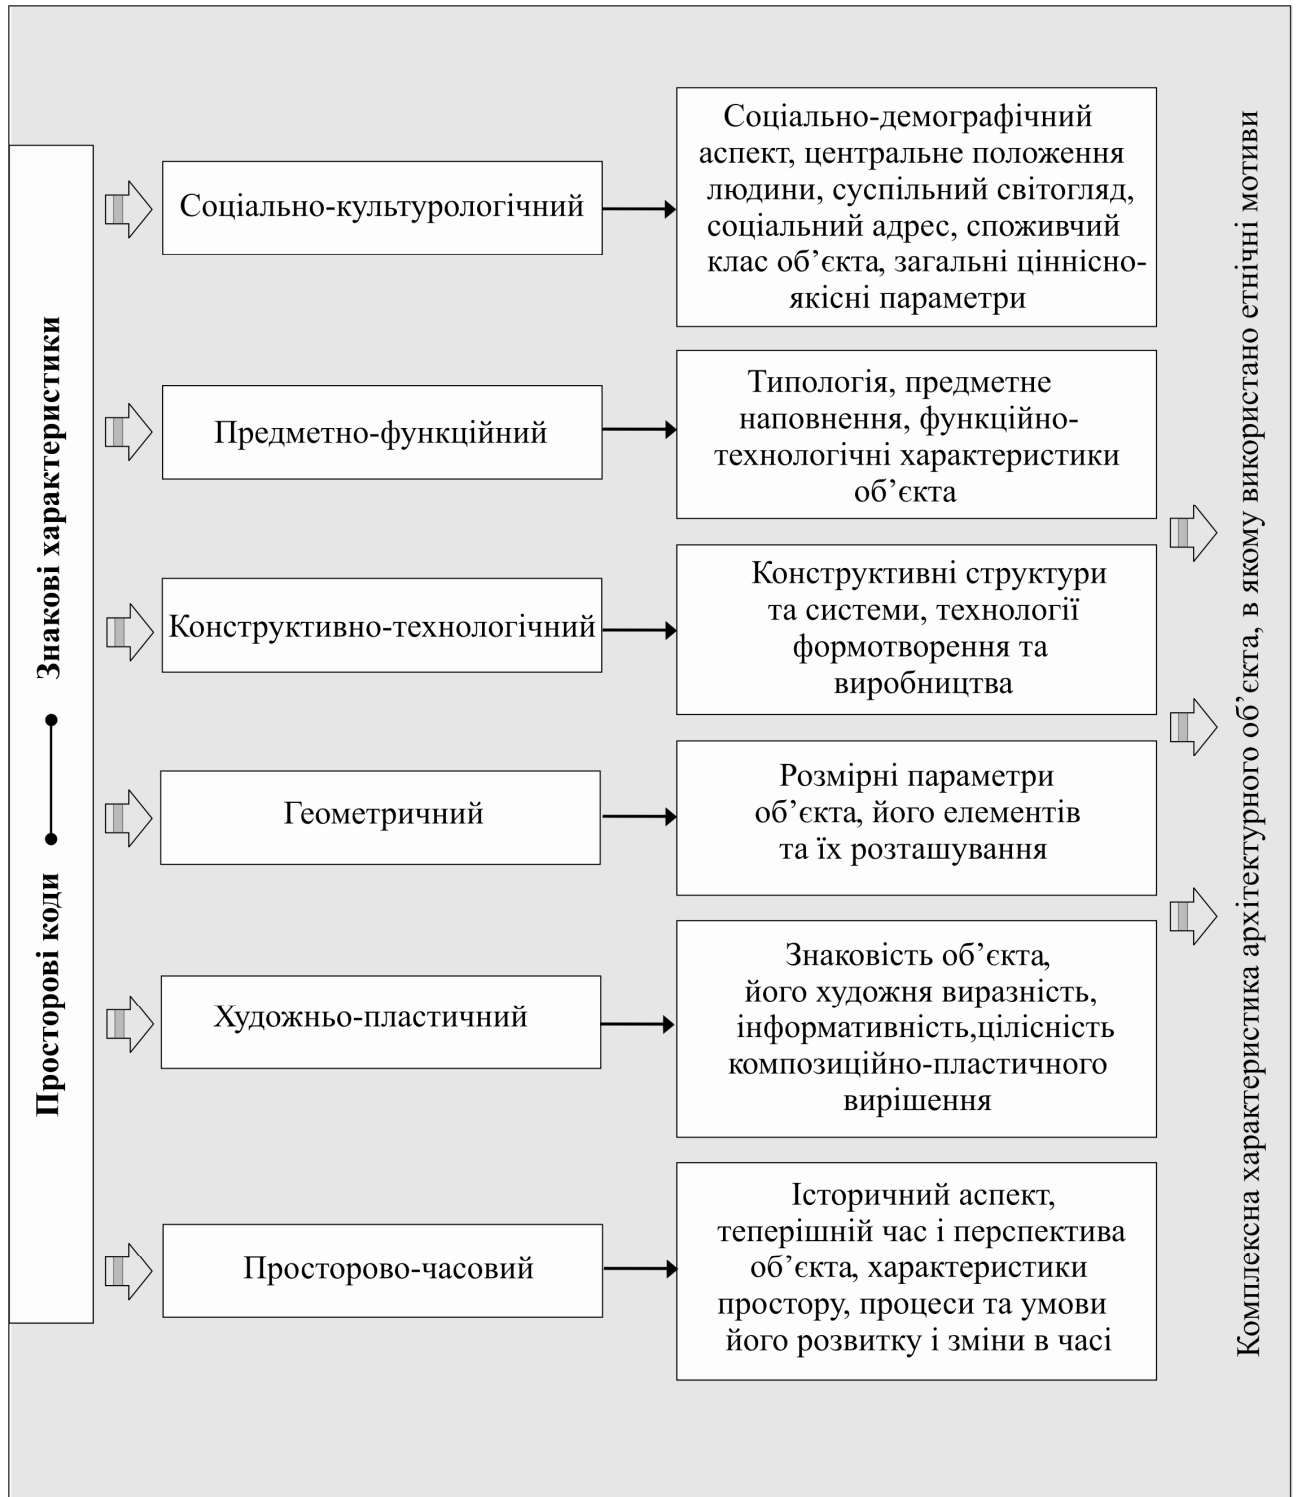 Просторові коди
Знакові характеристики
Соціально-культурологічний
Соціально-демографічний
аспект, центральне положення
людини, суспільний світогляд,
соціальний адрес, споживчий
клас об’єкта, загальні ціннісно-
якісні параметри
Предметно-функційний
Типологія, предметне
наповнення, функційно-
технологічні характеристики
об’єкта
Конструктивно-технологічний
Конструктивні структури
та системи, технології
формотворення та
виробництва
Геометричний
Розмірні параметри
об’єкта, його елементів
та їх розташування
Художньо-пластичний
Знаковість об’єкта,
його художня виразність,
інформативність,цілісність
композиційно-пластичного
вирішення
Просторово-часовий
Історичний аспект,
теперішній час і перспектива
об’єкта, характеристики
простору, процеси та умови
його розвитку і зміни в часі
Комплексна характеристика архітектурного об’єкта, в якому використано етнічні мотиви